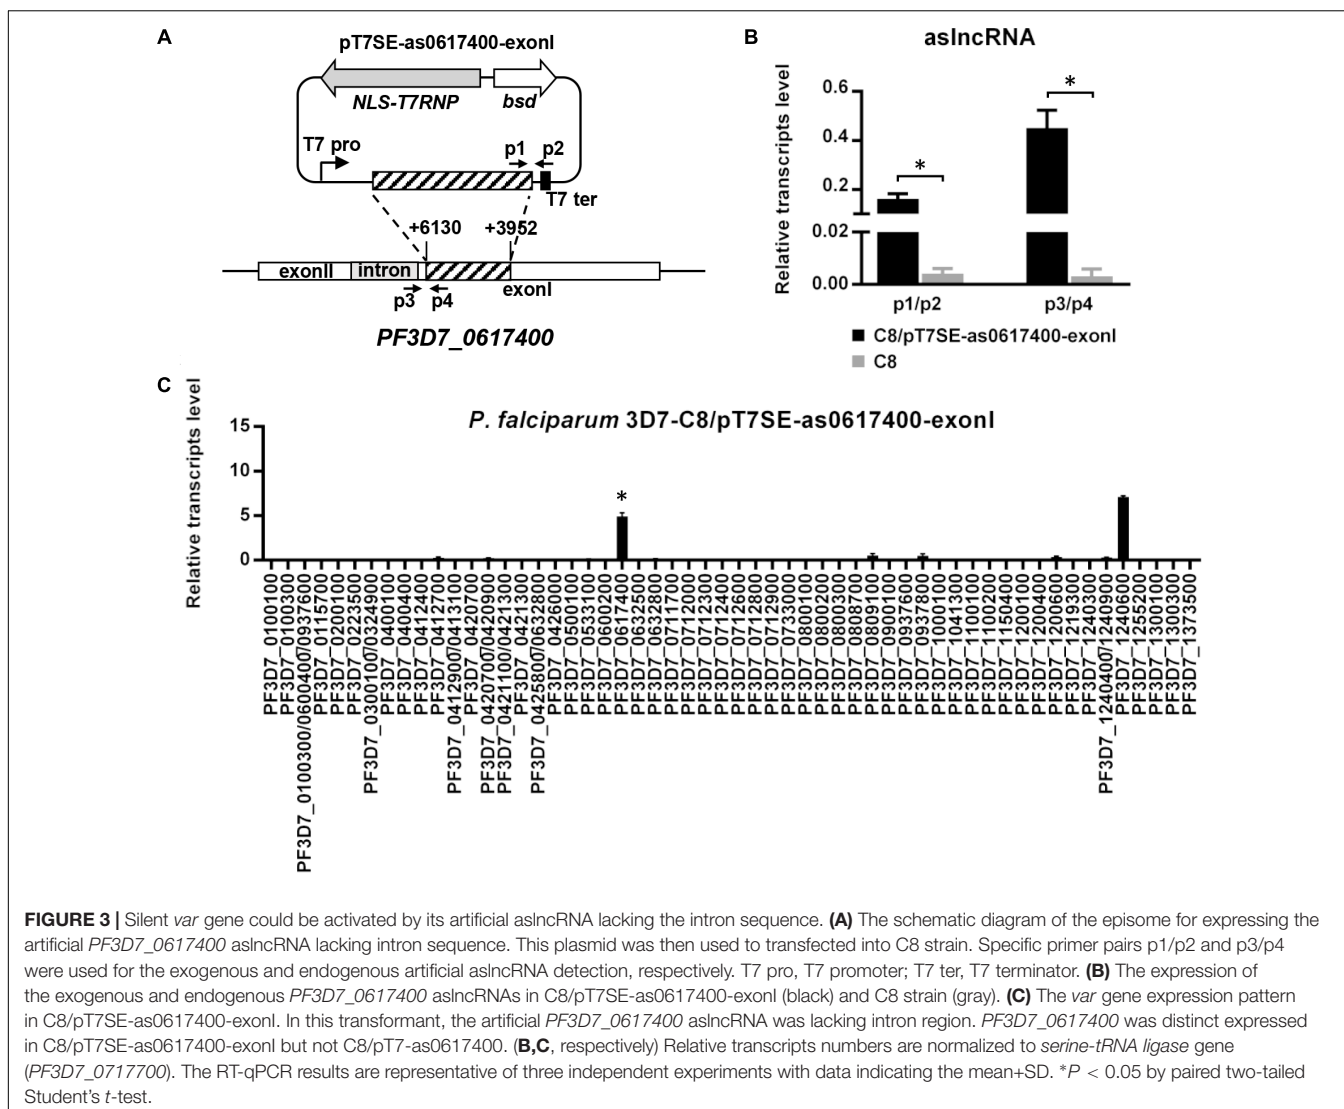 A
pT7SE-as0617400-exonI
NLS-T7RNP
bsd
T7 pro
p1
p2
T7 ter
+6130
+3952
exonII
intron
exonI
p3
p4
PF3D7_0617400
B
aslncRNA
Relative transcripts level
0.6
0.4
0.2
0.02
0.00
*
*
p1/p2
p3/p4
C8/pT7SE-as0617400-exonI
C8
C
P. falciparum 3D7-C8/pT7SE-as0617400-exonI
Relative transcripts level
15
10
5
0
*
PF3D7_0100100
PF3D7_0100300
PF3D7_0100300/0600400/0937600
PF3D7_0115700
PF3D7_0200100
PF3D7_0223500
PF3D7_0300100/0324900
PF3D7_0400100
PF3D7_0400400
PF3D7_0412400
PF3D7_0412700
PF3D7_0412900/0413100
PF3D7_0420700
PF3D7_0420700/0420900
PF3D7_0421100/0421300
PF3D7_0421300
PF3D7_0425800/0632800
PF3D7_0426000
PF3D7_0500100
PF3D7_0533100
PF3D7_0600200
PF3D7_0617400
PF3D7_0632500
PF3D7_0632800
PF3D7_0711700
PF3D7_0712000
PF3D7_0712300
PF3D7_0712400
PF3D7_0712600
PF3D7_0712800
PF3D7_0712900
PF3D7_0733000
PF3D7_0800100
PF3D7_0800200
PF3D7_0800300
PF3D7_0808700
PF3D7_0809100
PF3D7_0900100
PF3D7_0937600
PF3D7_0937800
PF3D7_1000100
PF3D7_1041300
PF3D7_1100100
PF3D7_1100200
PF3D7_1150400
PF3D7_1200100
PF3D7_1200400
PF3D7_1200600
PF3D7_1219300
PF3D7_1240300
PF3D7_1240400/1240900
PF3D7_1240600
PF3D7_1255200
PF3D7_1300100
PF3D7_1300300
PF3D7_1373500
FIGURE 3 | Silent var gene could be activated by its artificial aslncRNA lacking the intron sequence. (A) The schematic diagram of the episome for expressing the
artificial PF3D7_0617400 aslncRNA lacking intron sequence. This plasmid was then used to transfected into C8 strain. Specific primer pairs p1/p2 and p3/p4
were used for the exogenous and endogenous artificial aslncRNA detection, respectively. T7 pro, T7 promoter; T7 ter, T7 terminator. (B) The expression of
the exogenous and endogenous PF3D7_0617400 aslncRNAs in C8/pT7SE-as0617400-exonI (black) and C8 strain (gray). (C) The var gene expression pattern
in C8/pT7SE-as0617400-exonI. In this transformant, the artificial PF3D7_0617400 aslncRNA was lacking intron region. PF3D7_0617400 was distinct expressed
in C8/pT7SE-as0617400-exonI but not C8/pT7-as0617400. (B,C, respectively) Relative transcripts numbers are normalized to serine-tRNA ligase gene
(PF3D7_0717700). The RT-qPCR results are representative of three independent experiments with data indicating the mean+SD. *P < 0.05 by paired two-tailed
Student's t-test.